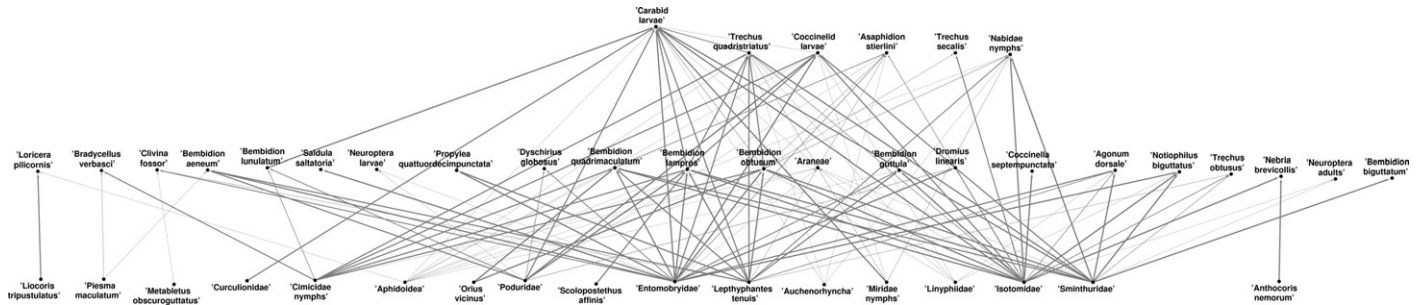 'Carabid
larvae'
'Trechus
quadristriatus'
'Coccinelid
larvae'
'Asaphidion
stierlini'
'Trechus
secalis'
'Nabidae
nymphs'
'Loricera
pilicornis'
'Bradycellus
verbasci'
'Clivina
fossor'
'Bembidion
aeneum'
'Bembidion
lunulatum'
'Saldula
saltatoria'
'Neuroptera
larvae'
'Propylea
quattuordecimpunctata'
'Dyschirius
globosus'
'Bembidion
quadrimaculatum'
'Bembidion
lampros'
'Bembidion
obtusum'
'Araneae'
'Bembidion
guttula'
'Dromius
linearis'
'Coccinella
septempunctata'
'Agonum
dorsale'
'Notiophilus
biguttatus'
'Trechus
obtusus'
'Nebria
brevicollis'
'Neuroptera
adults'
'Bembidion
biguttatum'
'Liocoris
tripustulatus'
'Piesma
maculatum'
'Metabletus
obscuroguttatus'
'Curculionidae'
'Cimicidae
nymphs'
'Aphidoidea'
'Orius
vicinus'
'Poduridae'
'Scolopostethus
affinis'
'Entomobryidae'
'Lepthyphantes
tenuis'
'Auchenorhyncha'
'Miridae
nymphs'
'Linyphiidae'
'Isotomidae'
'Sminthuridae'
'Anthocoris
nemorum'